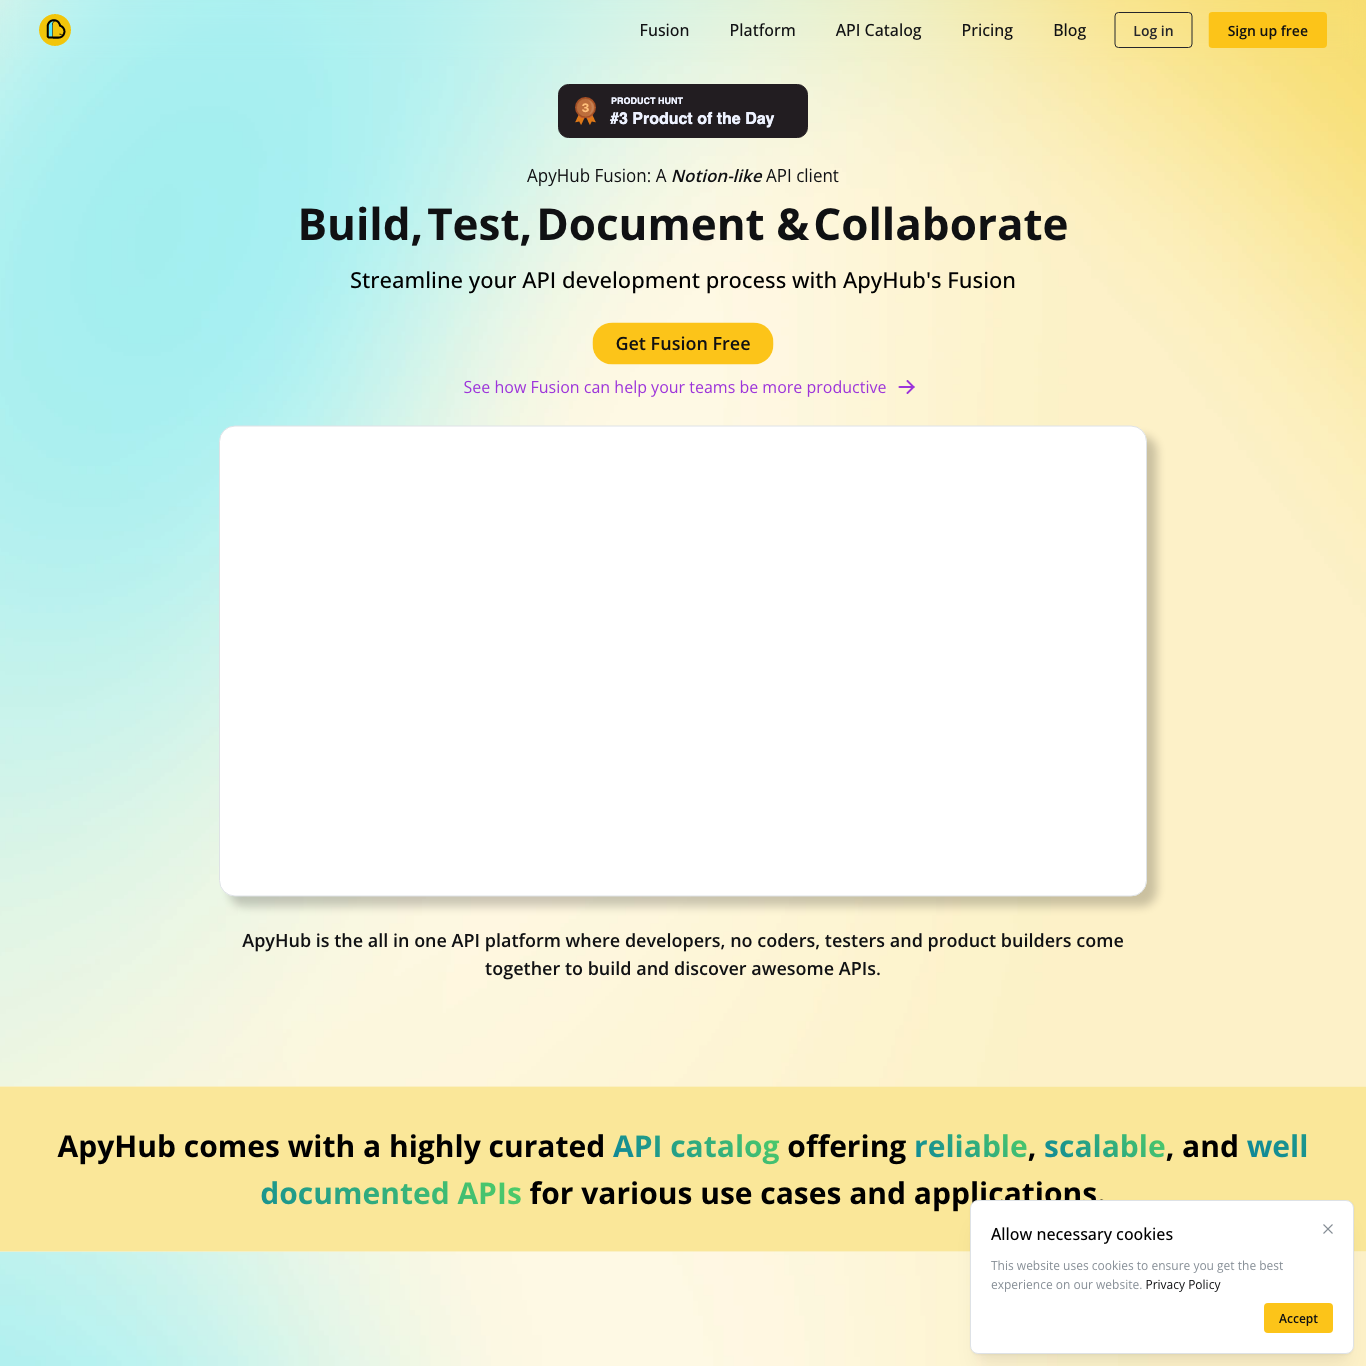 Fusion
Platform
API Catalog
Pricing
Blog
Log in
Sign up free
3
PRODUCT HUNT
#3 Product of the Day
ApyHub Fusion: A Notion-like API client
Build, Test, Document & Collaborate
Streamline your API development process with ApyHub's Fusion
Get Fusion Free
See how Fusion can help your teams be more productive
ApyHub is the all in one API platform where developers, no coders, testers and product builders come
together to build and discover awesome APIs.
ApyHub comes with a highly curated API catalog offering reliable, scalable, and well
documented APIs for various use cases and applications.
Allow necessary cookies
This website uses cookies to ensure you get the best
experience on our website. Privacy Policy
Accept